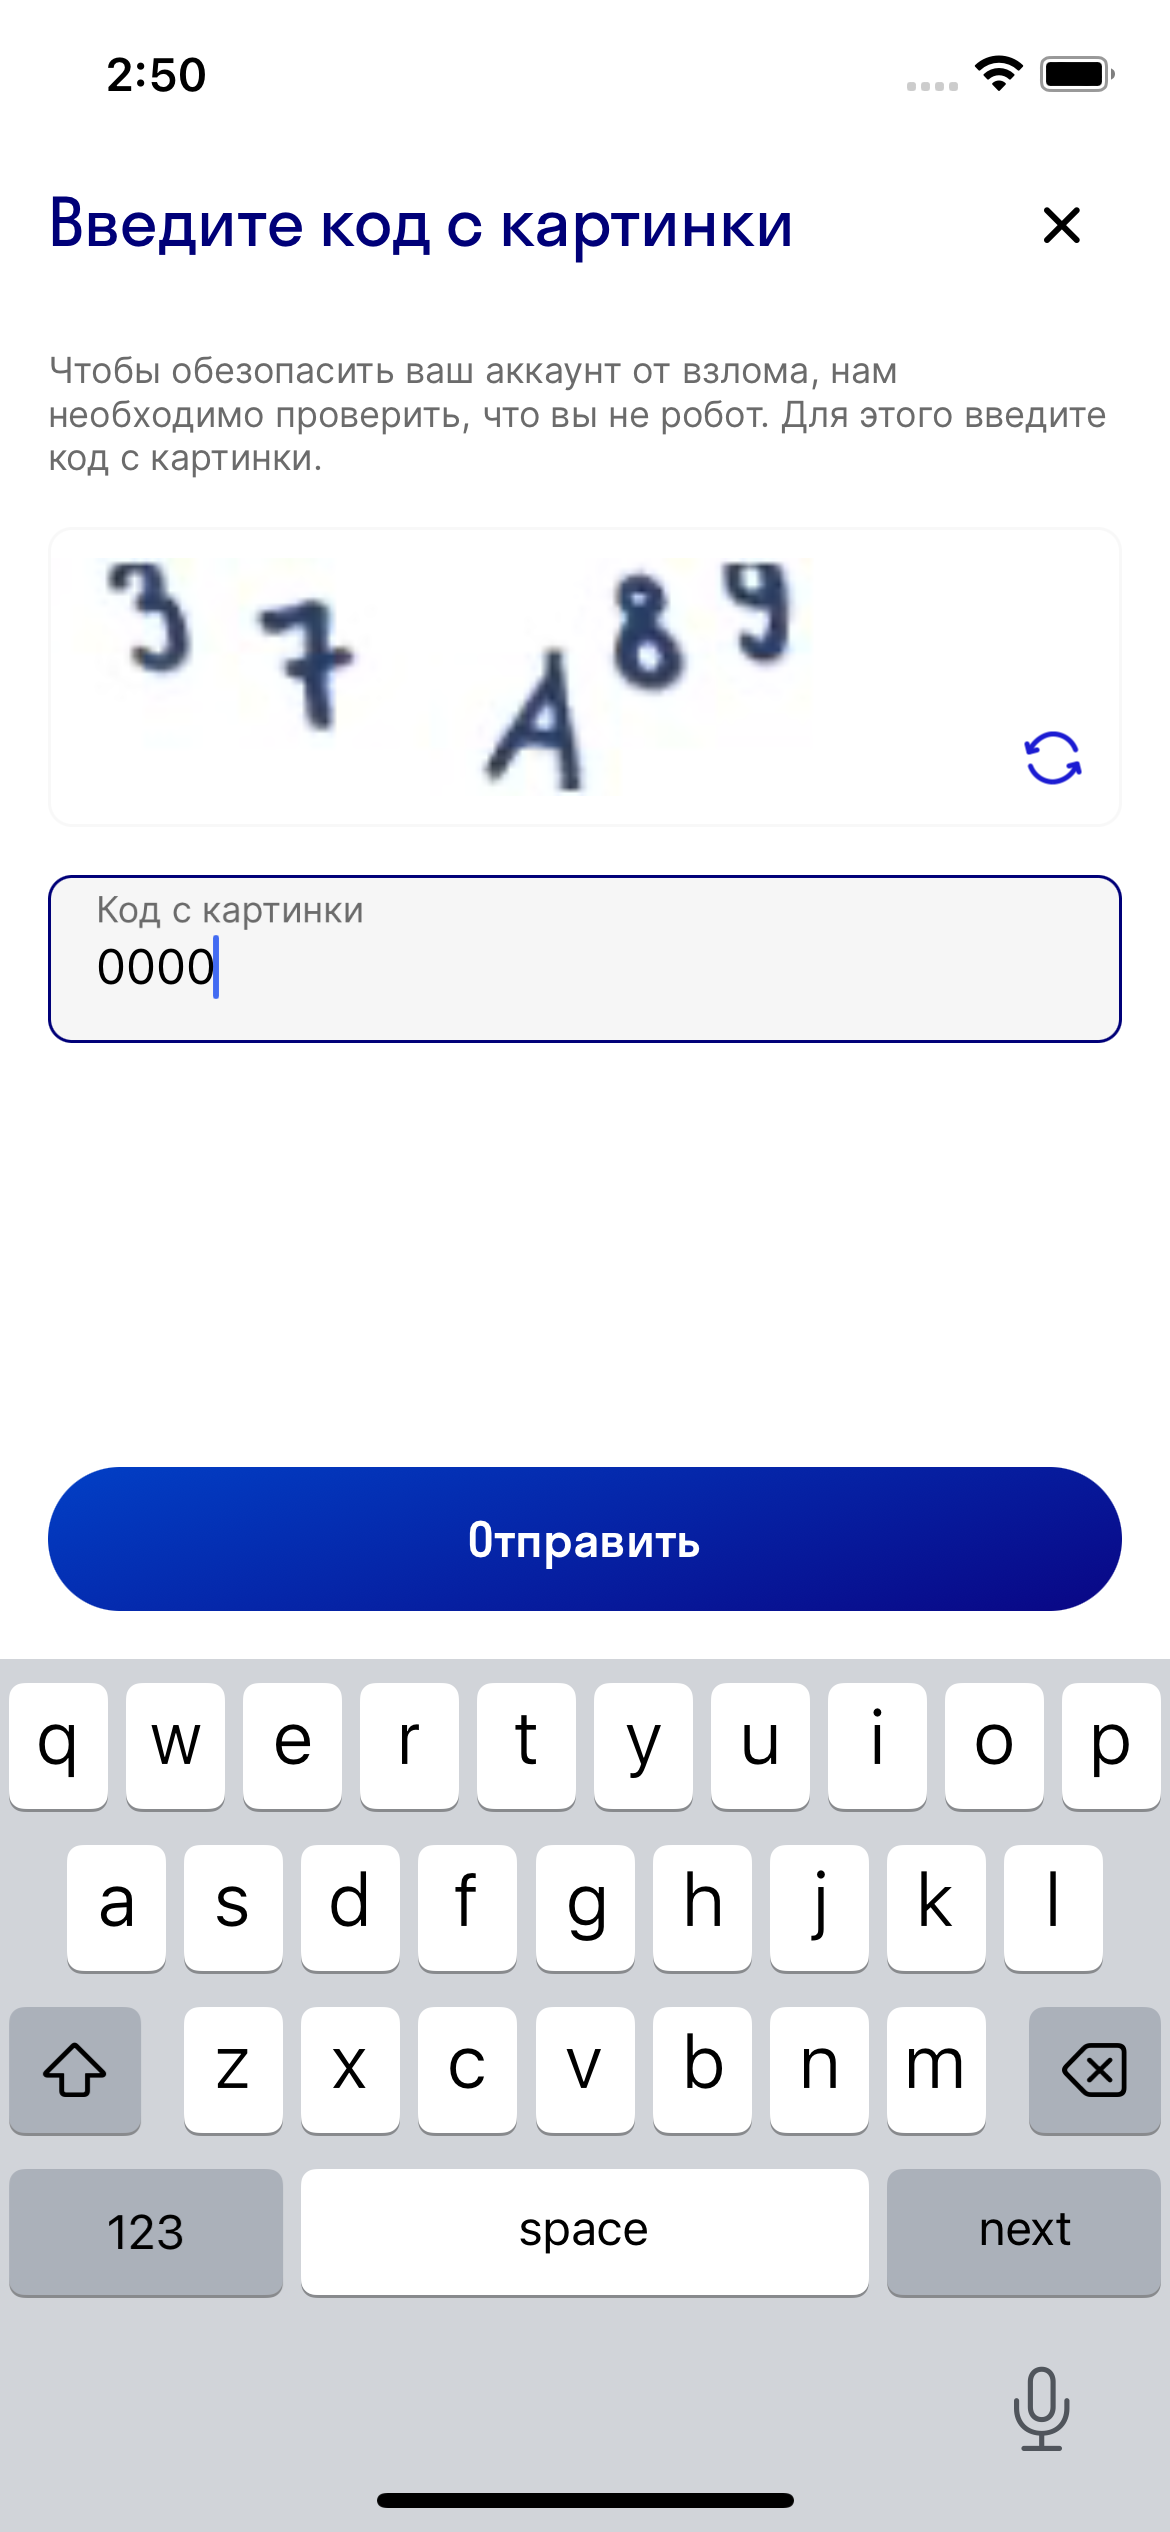 2:50
Введите код с картинки
Чтобы обезопасить ваш аккаунт от взлома, нам
необходимо проверить, что вы не робот. Для этого введите
код с картинки.
3 7 A 8 9
Код с картинки
0000
Отправить
q w e r t y u i o p
a s d f g h j k l
z x c v b n m
123 space next